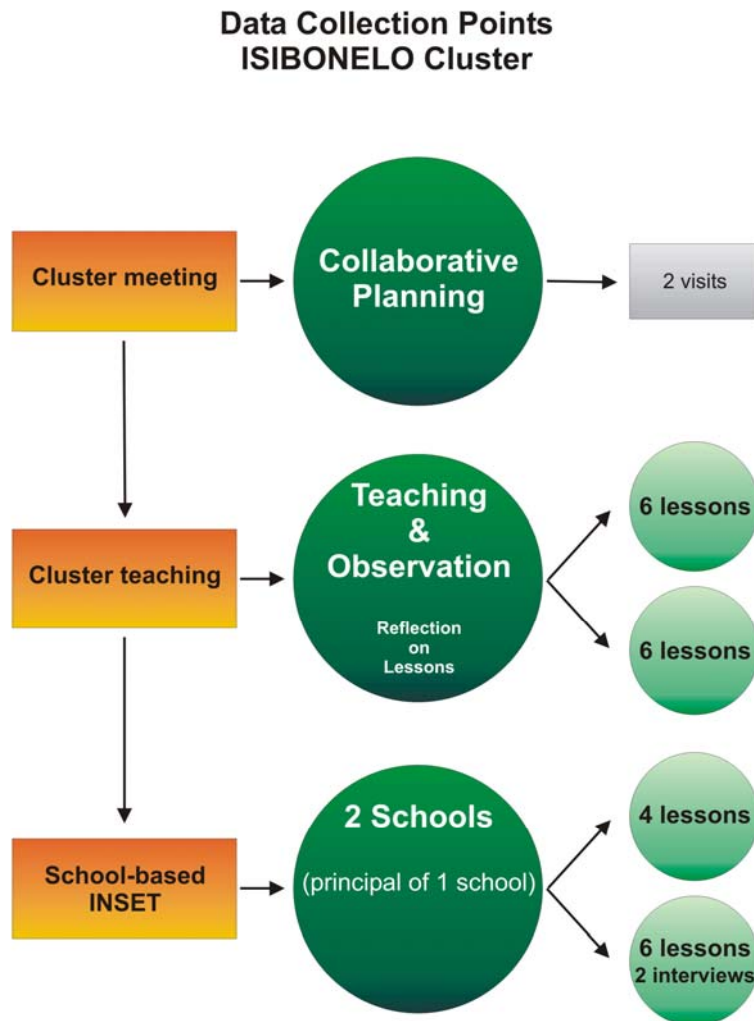 Data Collection Points
ISIBONELO Cluster
Cluster meeting
Collaborative
Planning
2 visits
Cluster teaching
Teaching
&
Observation
Reflection
on
Lessons
6 lessons
6 lessons
School-based
INSET
2 Schools
(principal of 1 school)
4 lessons
6 lessons
2 interviews